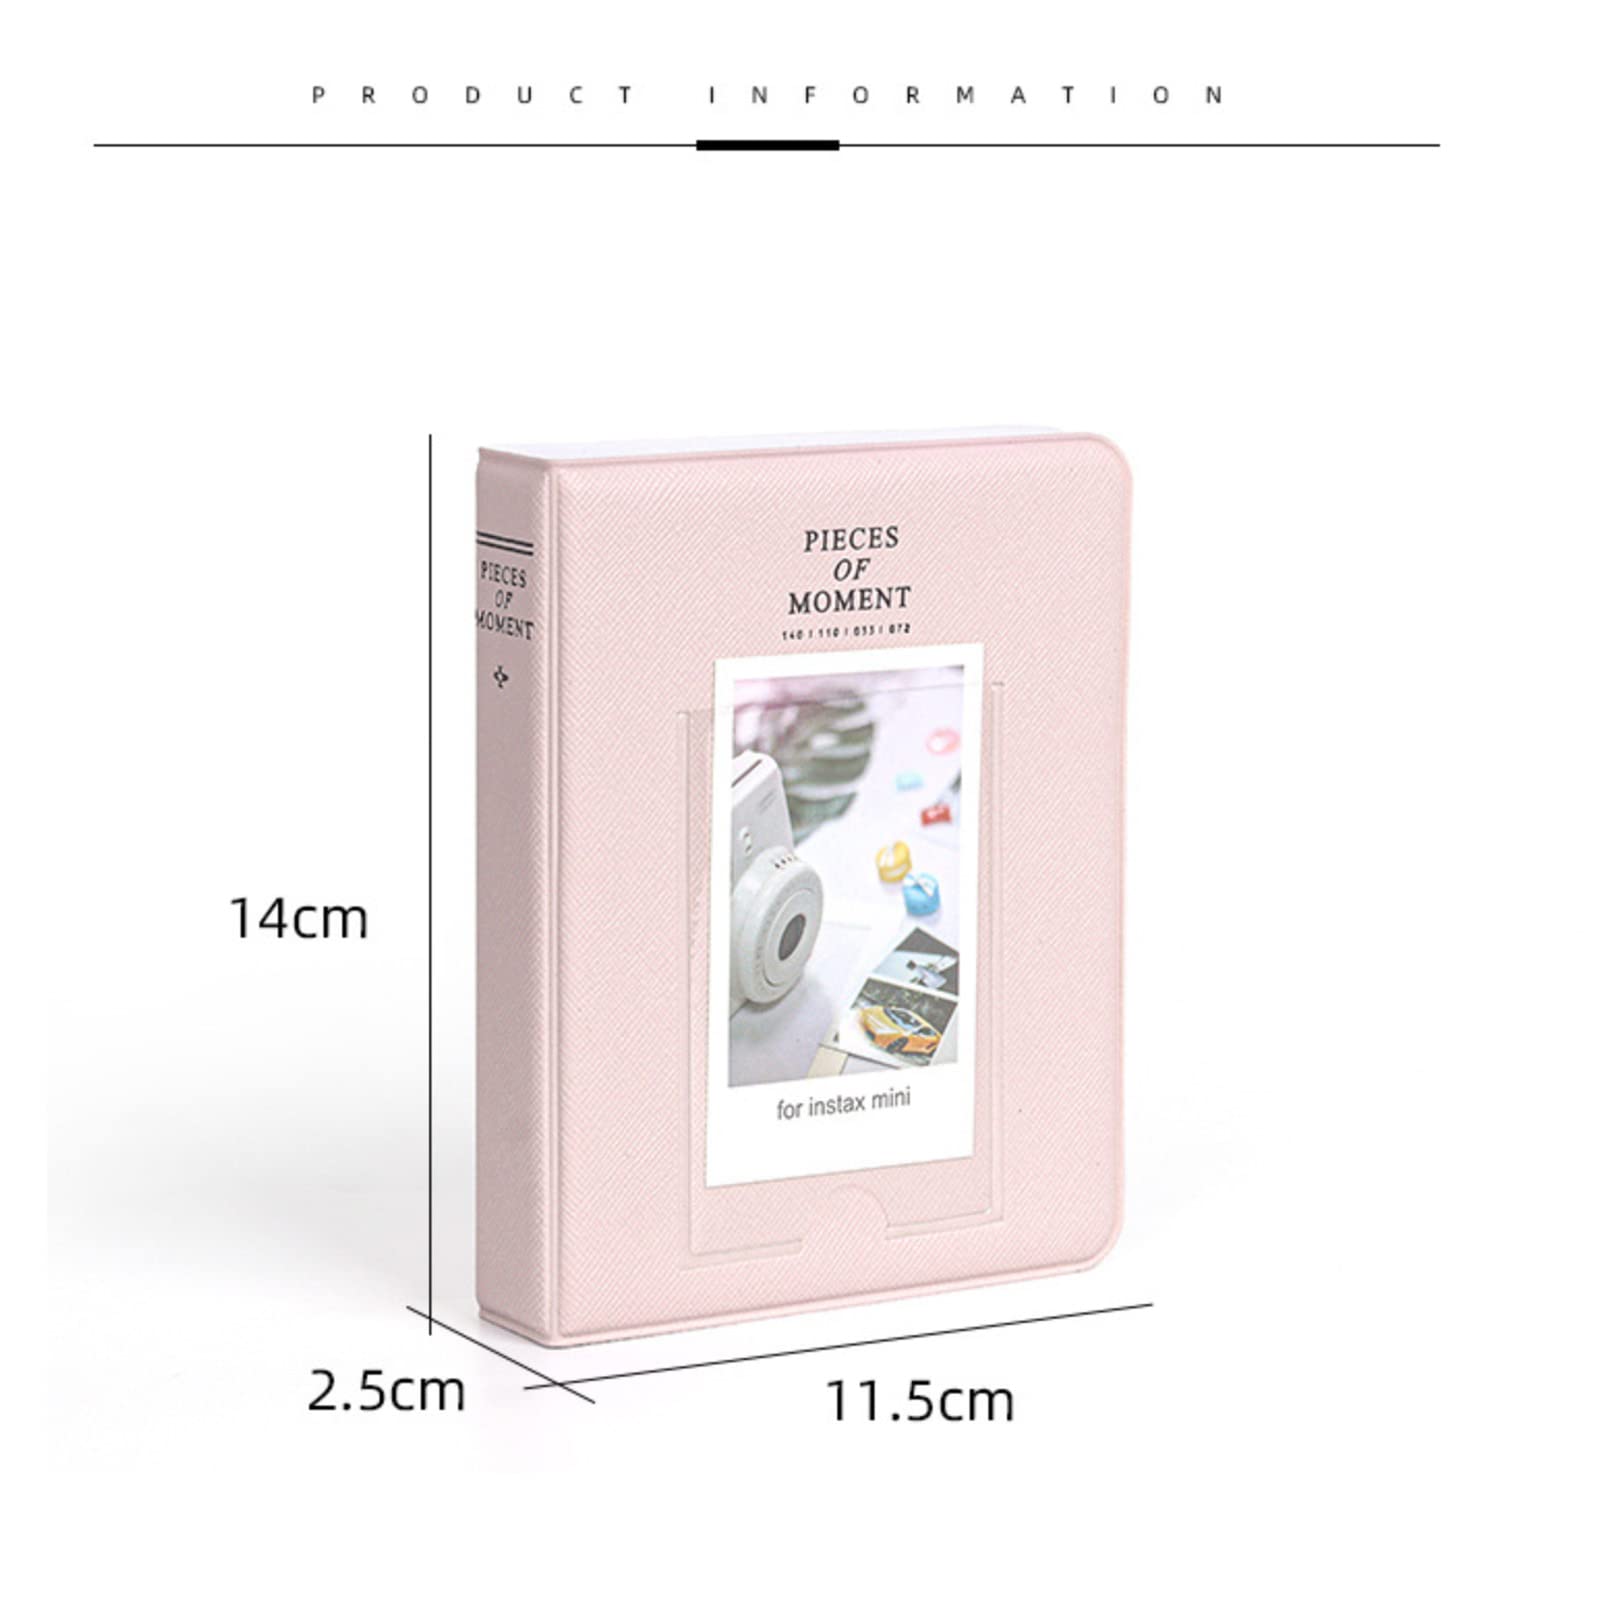 PRODUCT INFORMATION
PIECES
OF
MOMENT
PIECES
OF
MOMENT
for instax mini
14cm
2.5cm
11.5cm